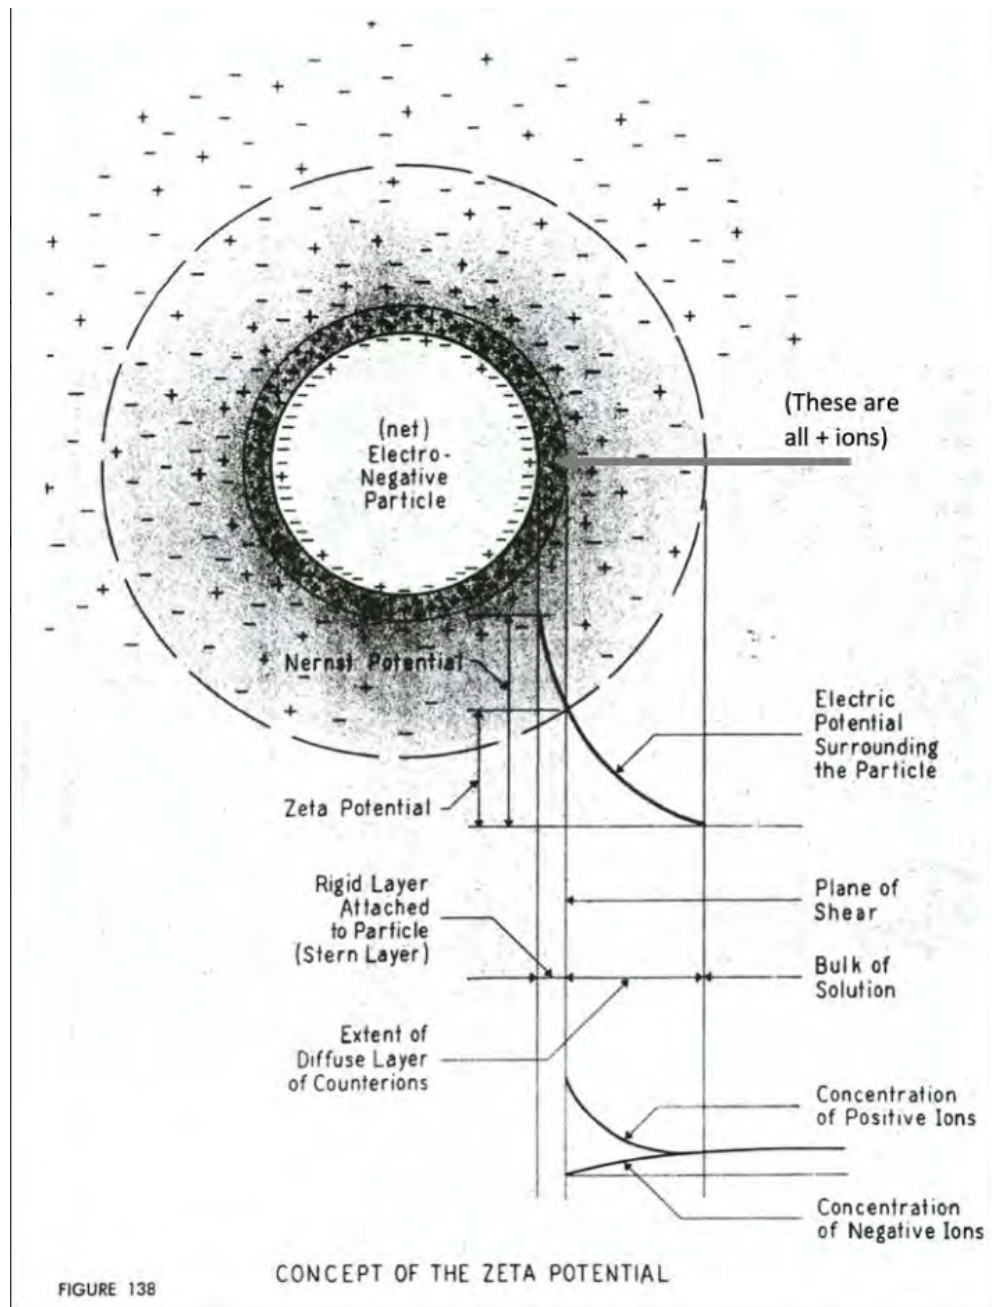 (These are
all + ions)
(net)
Electro-
Negative
Particle
Nernst Potential
Electric
Potential
Surrounding
the Particle
Zeta Potential
Rigid Layer
Attached
to Particle
(Stern Layer)
Plane of
Shear
Bulk of
Solution
Extent of
Diffuse Layer
of Counterions
Concentration
of Positive Ions
Concentration
of Negative Ions
CONCEPT OF THE ZETA POTENTIAL
FIGURE 138